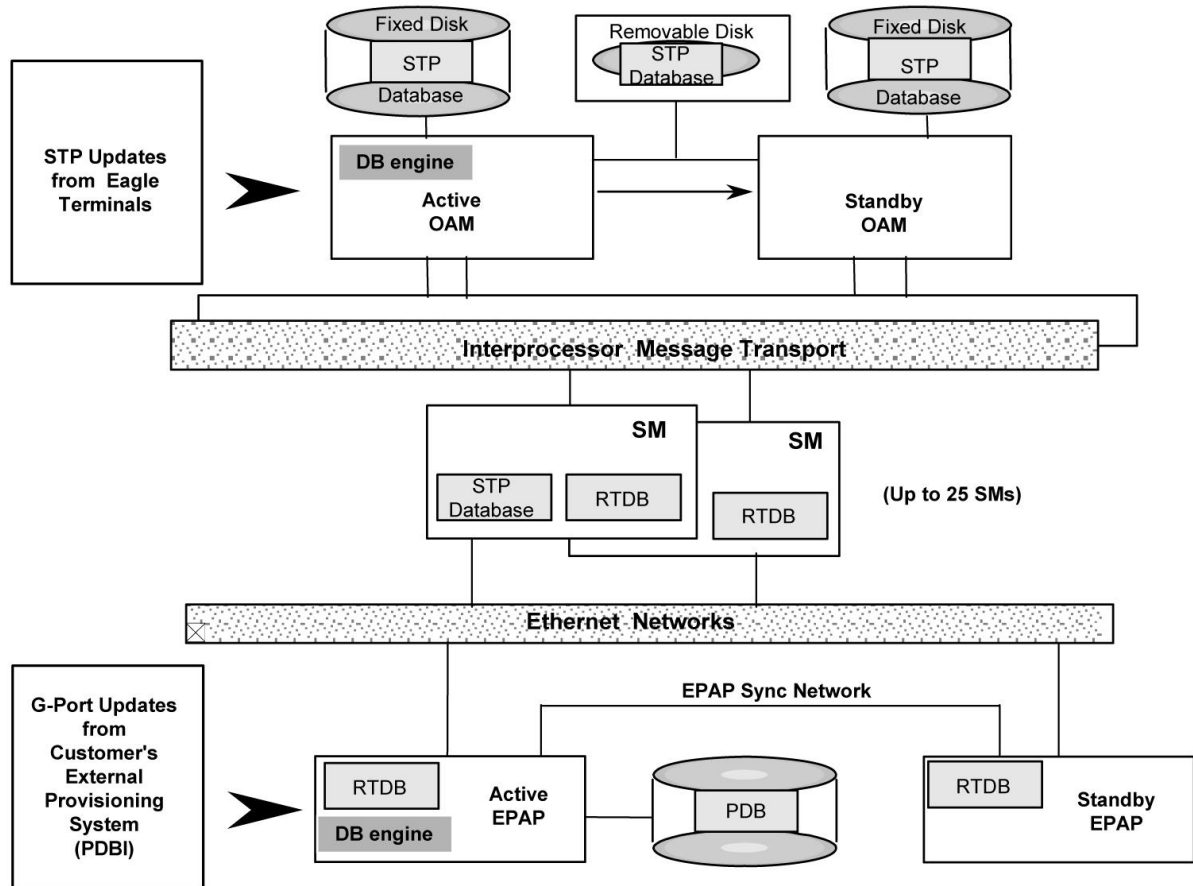 Fixed Disk
STP
Database
Removable Disk
STP
Database
Fixed Disk
STP
Database
STP Updates
from Eagle
Terminals
DB engine
Active
OAM
Standby
OAM
Interprocessor Message Transport
SM
STP
Database
RTDB
SM
RTDB
(Up to 25 SMs)
Ethernet Networks
G-Port Updates
from
Customer's
External
Provisioning
System
(PDBI)
EPAP Sync Network
RTDB
DB engine
Active
EPAP
PDB
RTDB
Standby
EPAP